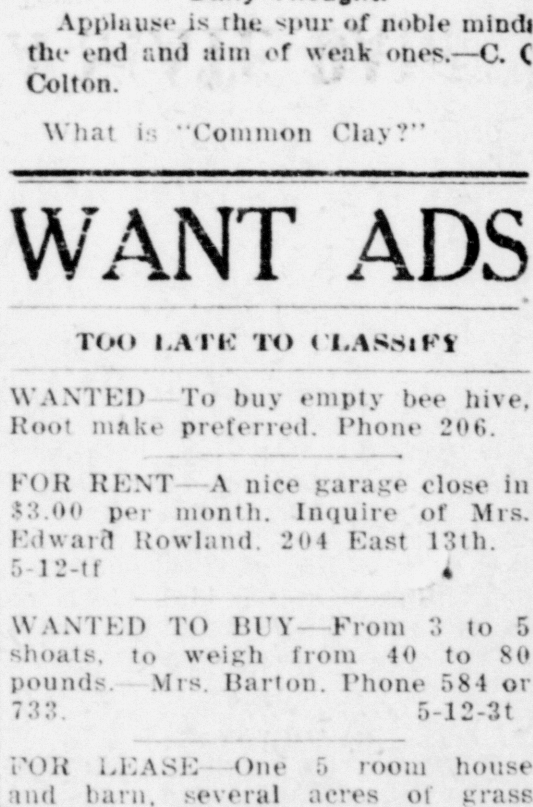 Applause is the spur of noble minds
the end and aim of weak ones.—C. C
Colton.
What is "Common Clay?"
WANT ADS
TOO LATE TO CLASSIFY
WANTED—To buy empty bee hive,
Root make preferred. Phone 206.
FOR RENT—A nice garage close in
$3.00 per month. Inquire of Mrs.
Edward Rowland. 204 East 13th.
5-12-tf
WANTED TO BUY—From 3 to 5
shoats, to weigh from 40 to 80
pounds.—Mrs. Barton. Phone 584 or
733. 5-12-3t
FOR LEASE—One 5 room house
and barn, several acres of grass